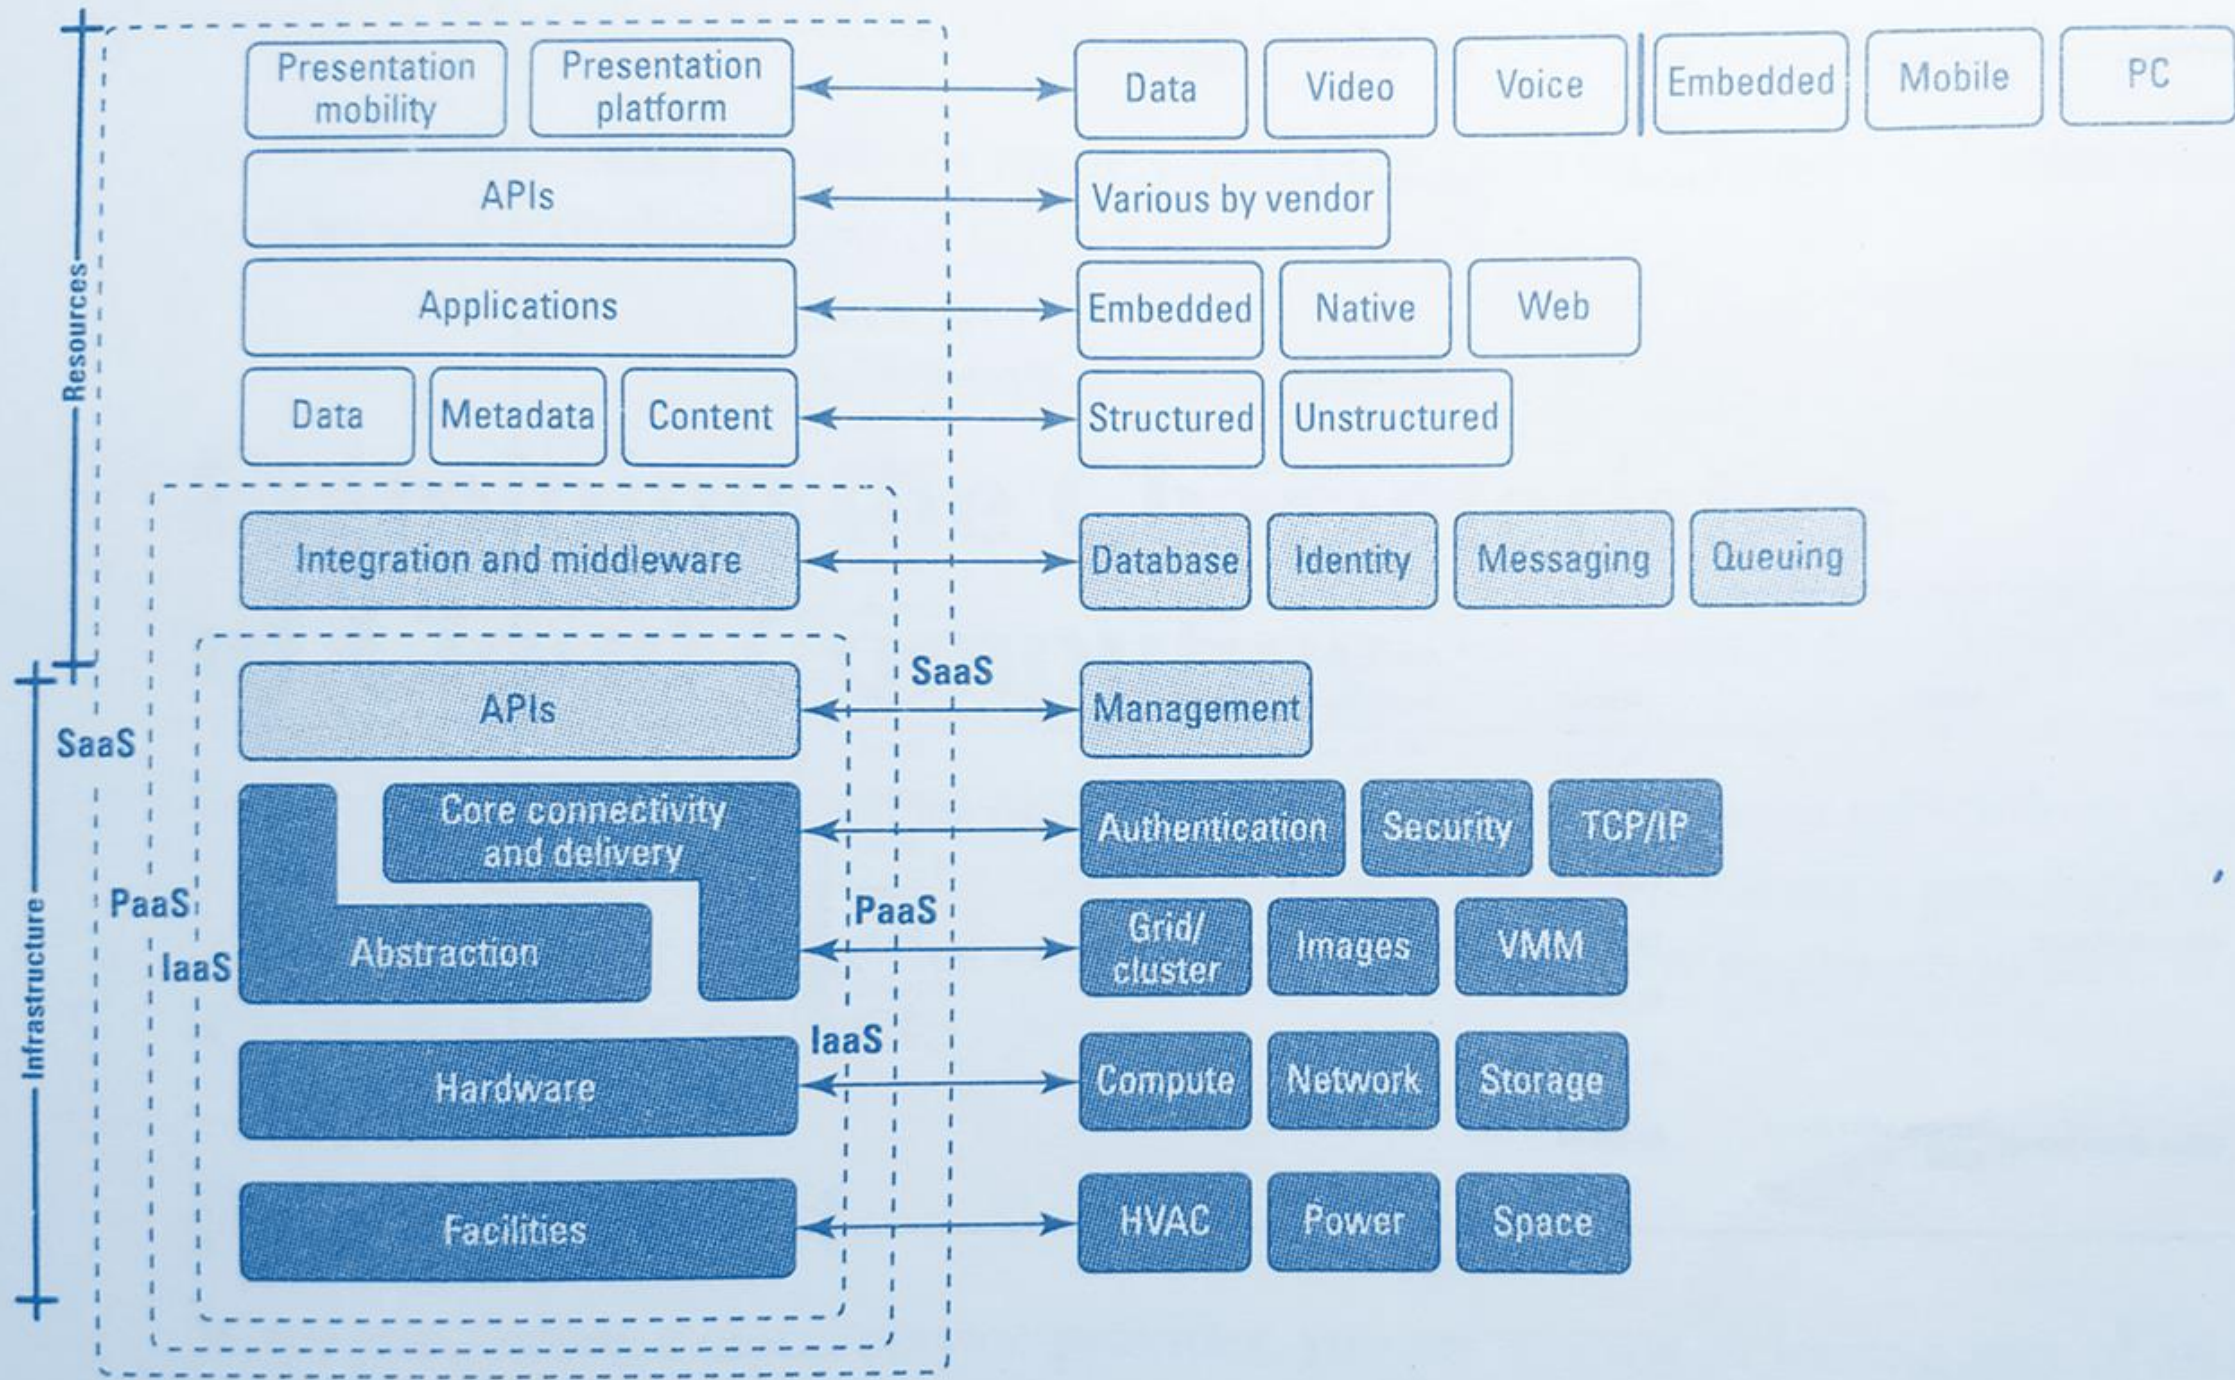 Presentation
mobility
Presentation
platform
Data
Video
Voice
Embedded
Mobile
PC
APIs
Various by vendor
Resources
Applications
Embedded
Native
Web
Data
Metadata
Content
Structured
Unstructured
Integration and middleware
Database
Identity
Messaging
Queuing
SaaS
APIs
Management
SaaS
Core connectivity
and delivery
Authentication
Security
TCP/IP
PaaS
PaaS
Infrastructure
IaaS
Abstraction
Grid/
cluster
Images
VMM
IaaS
Hardware
Compute
Network
Storage
Facilities
HVAC
Power
Space